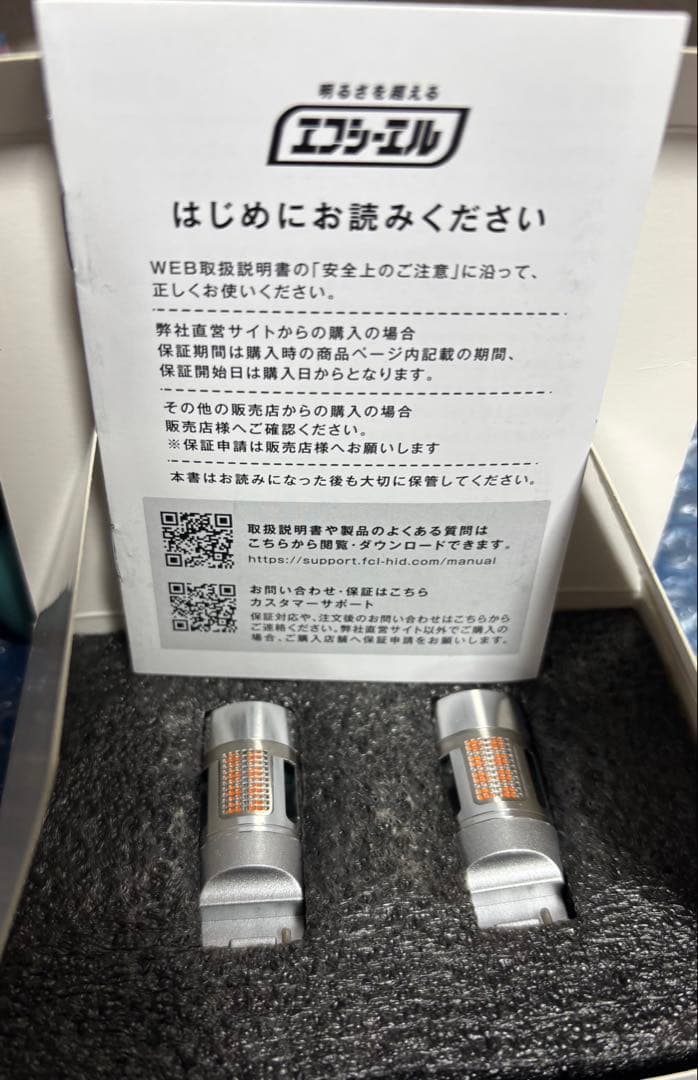 明るさを超える
エフシーエル
はじめにお読みください
WEB取扱説明書の「安全上のご注意」に沿って、
正しくお使いください。
弊社直営サイトからの購入の場合
保証期間は購入時の商品ページ内記載の期間、
保証開始日は購入日からとなります。
その他の販売店からの購入の場合
販売店様へご確認ください。
※保証申請は販売店様へお願いします
本書はお読みになった後も大切に保管してください。
取扱説明書や製品のよくある質問は
こちらから閲覧・ダウンロードできます。
https://support.fcl-hid.com/manual
お問い合わせ・保証はこちら
カスタマーサポート
保証対応や、注文後のお問い合わせはこちらから
ご連絡ください。弊社直営サイト以外でご購入の
場合、ご購入店舗へ保証申請をお願いします。